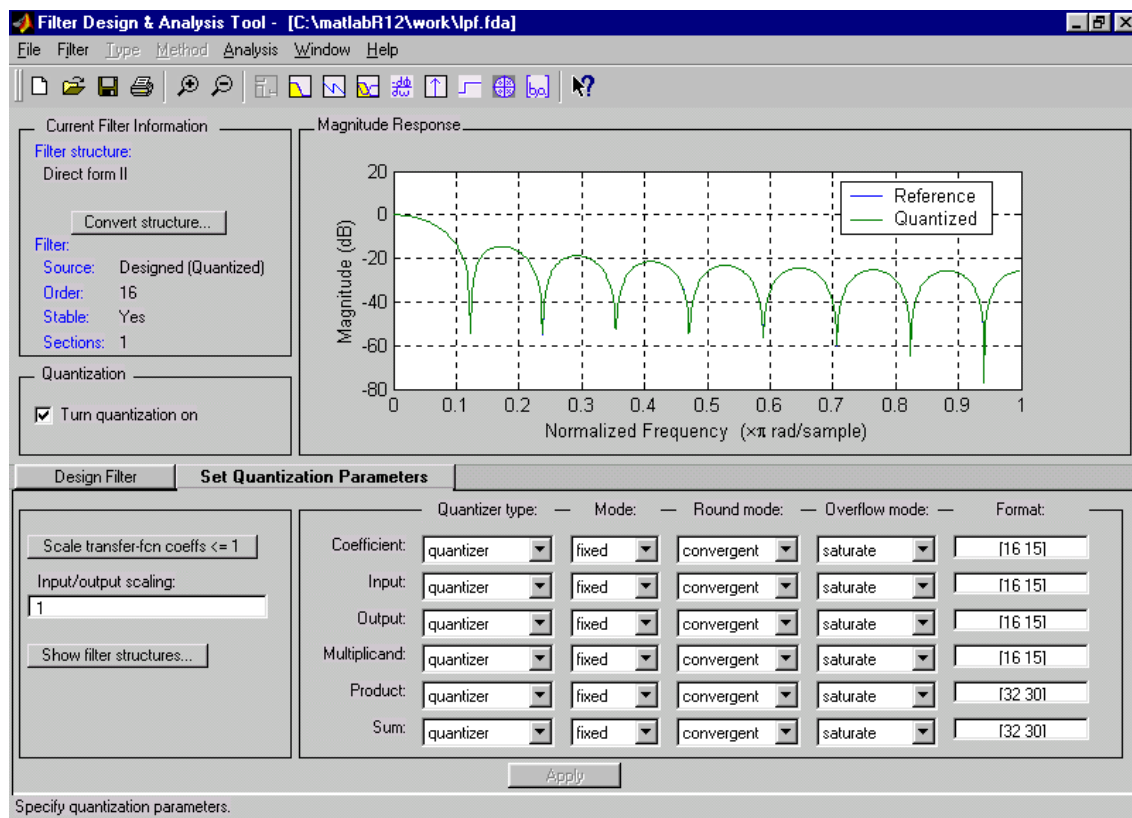 Filter Design & Analysis Tool - [C:\matlabR12\work\lpf.fda]
File Filter Type Method Analysis Window Help
[b,a]
Current Filter Information
Filter structure:
Direct form II
Convert structure...
Filter:
Source: Designed (Quantized)
Order: 16
Stable: Yes
Sections: 1
Quantization
Turn quantization on
Magnitude Response
Magnitude (dB)
20
0
-20
-40
-60
-80
Reference
Quantized
0 0.1 0.2 0.3 0.4 0.5 0.6 0.7 0.8 0.9 1
Normalized Frequency (×π rad/sample)
Design Filter Set Quantization Parameters
Scale transfer-fcn coeffs <= 1
Input/output scaling:
1
Show filter structures...
Quantizer type: Mode: Round mode: Overflow mode: Format:
Coefficient: quantizer fixed convergent saturate [16 15]
Input: quantizer fixed convergent saturate [16 15]
Output: quantizer fixed convergent saturate [16 15]
Multiplicand: quantizer fixed convergent saturate [16 15]
Product: quantizer fixed convergent saturate [32 30]
Sum: quantizer fixed convergent saturate [32 30]
Apply
Specify quantization parameters.